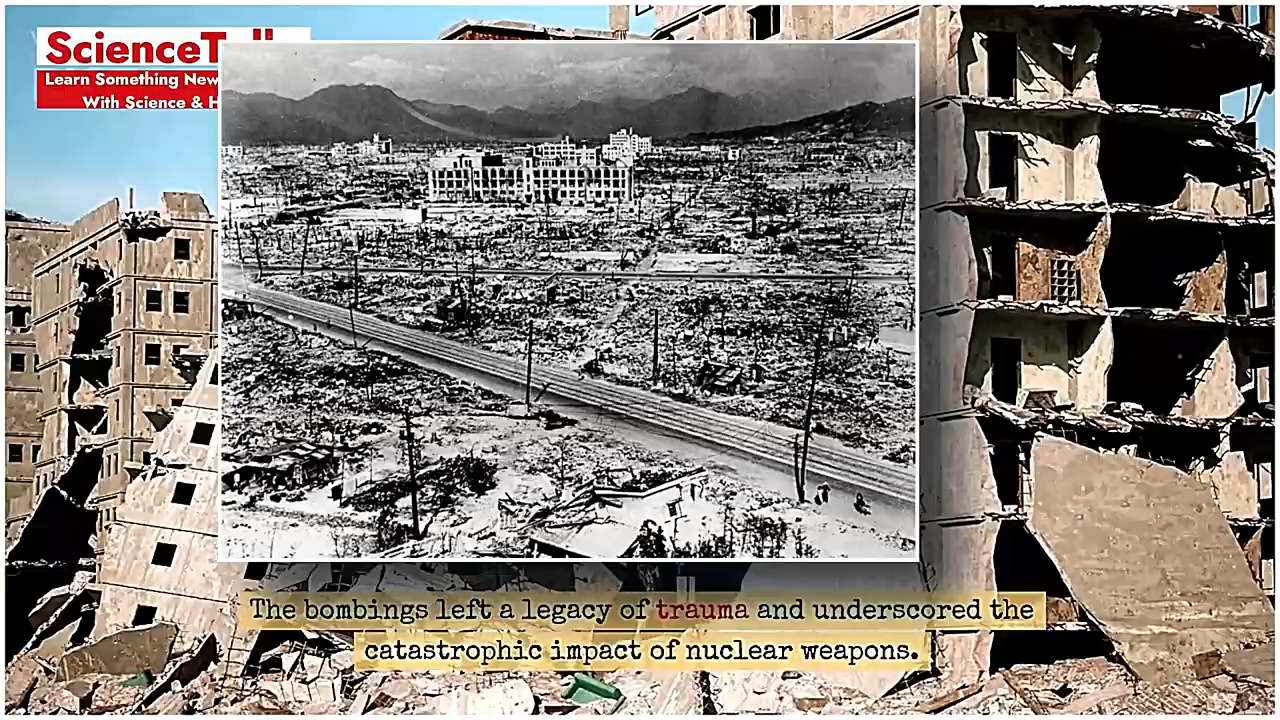 Science
Learn Something New
With Science &
The bombings left a legacy of trauma and underscored the
catastrophic impact of nuclear weapons.